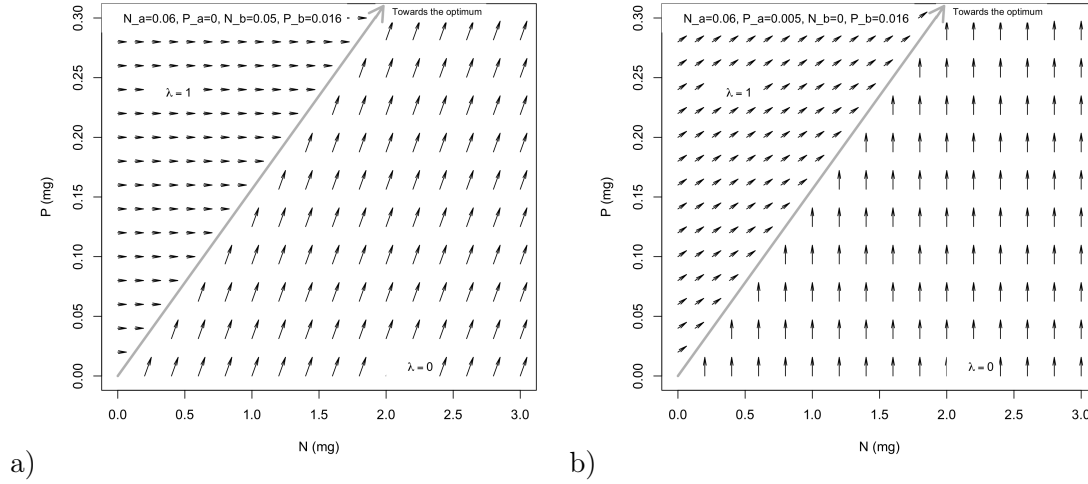 N_a=0.06, P_a=0, N_b=0.05, P_b=0.016
Towards the optimum
λ = 1
λ = 0
P (mg)
0.00
0.05
0.10
0.15
0.20
0.25
0.30
0.0 0.5 1.0 1.5 2.0 2.5 3.0
N (mg)
a)
N_a=0.06, P_a=0.005, N_b=0, P_b=0.016
Towards the optimum
λ = 1
λ = 0
P (mg)
0.00
0.05
0.10
0.15
0.20
0.25
0.30
0.0 0.5 1.0 1.5 2.0 2.5 3.0
N (mg)
b)